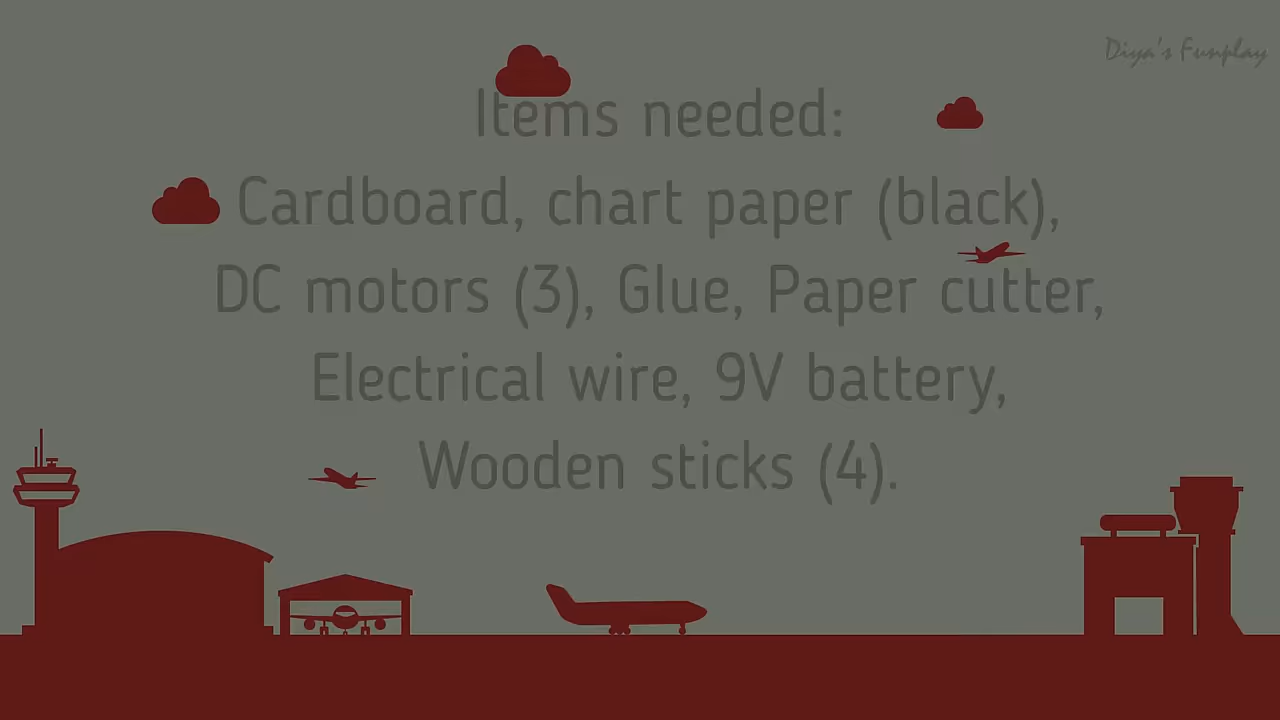 Diya's Funplay
Items needed:
Cardboard, chart paper (black),
DC motors (3), Glue, Paper cutter,
Electrical wire, 9V battery,
Wooden sticks (4).